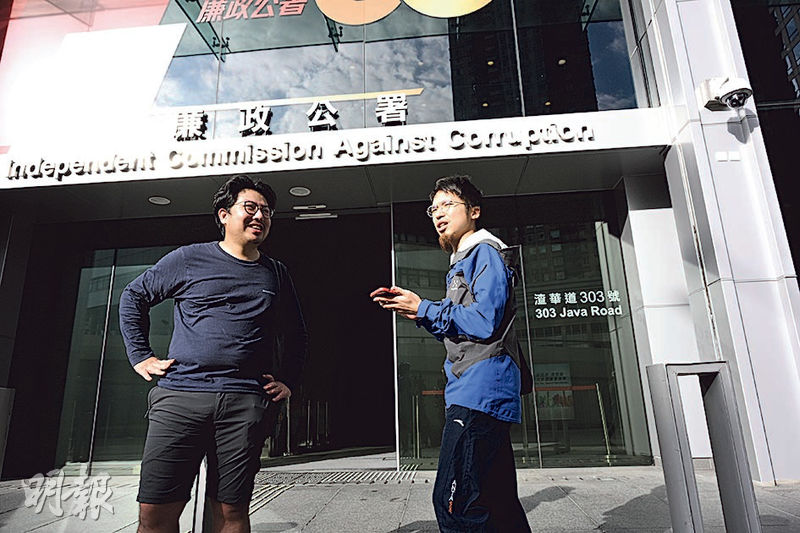 廉政公署
廉政公署
Independent Commission Against Corruption
渣華道303號
303 Java Road
明報